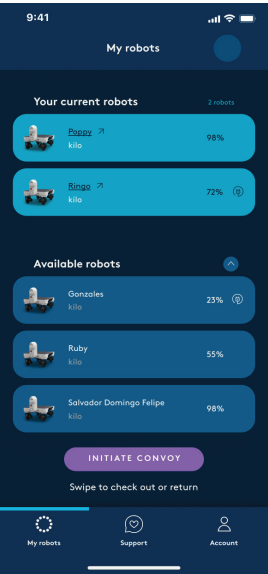 9:41
My robots
Your current robots
2 robots
Poppy
kilo
98%
Ringo
kilo
72%
Available robots
Gonzales
kilo
23%
Ruby
kilo
55%
Salvador Domingo Felipe
kilo
98%
INITIATE CONVOY
Swipe to check out or return
My robots
Support
Account